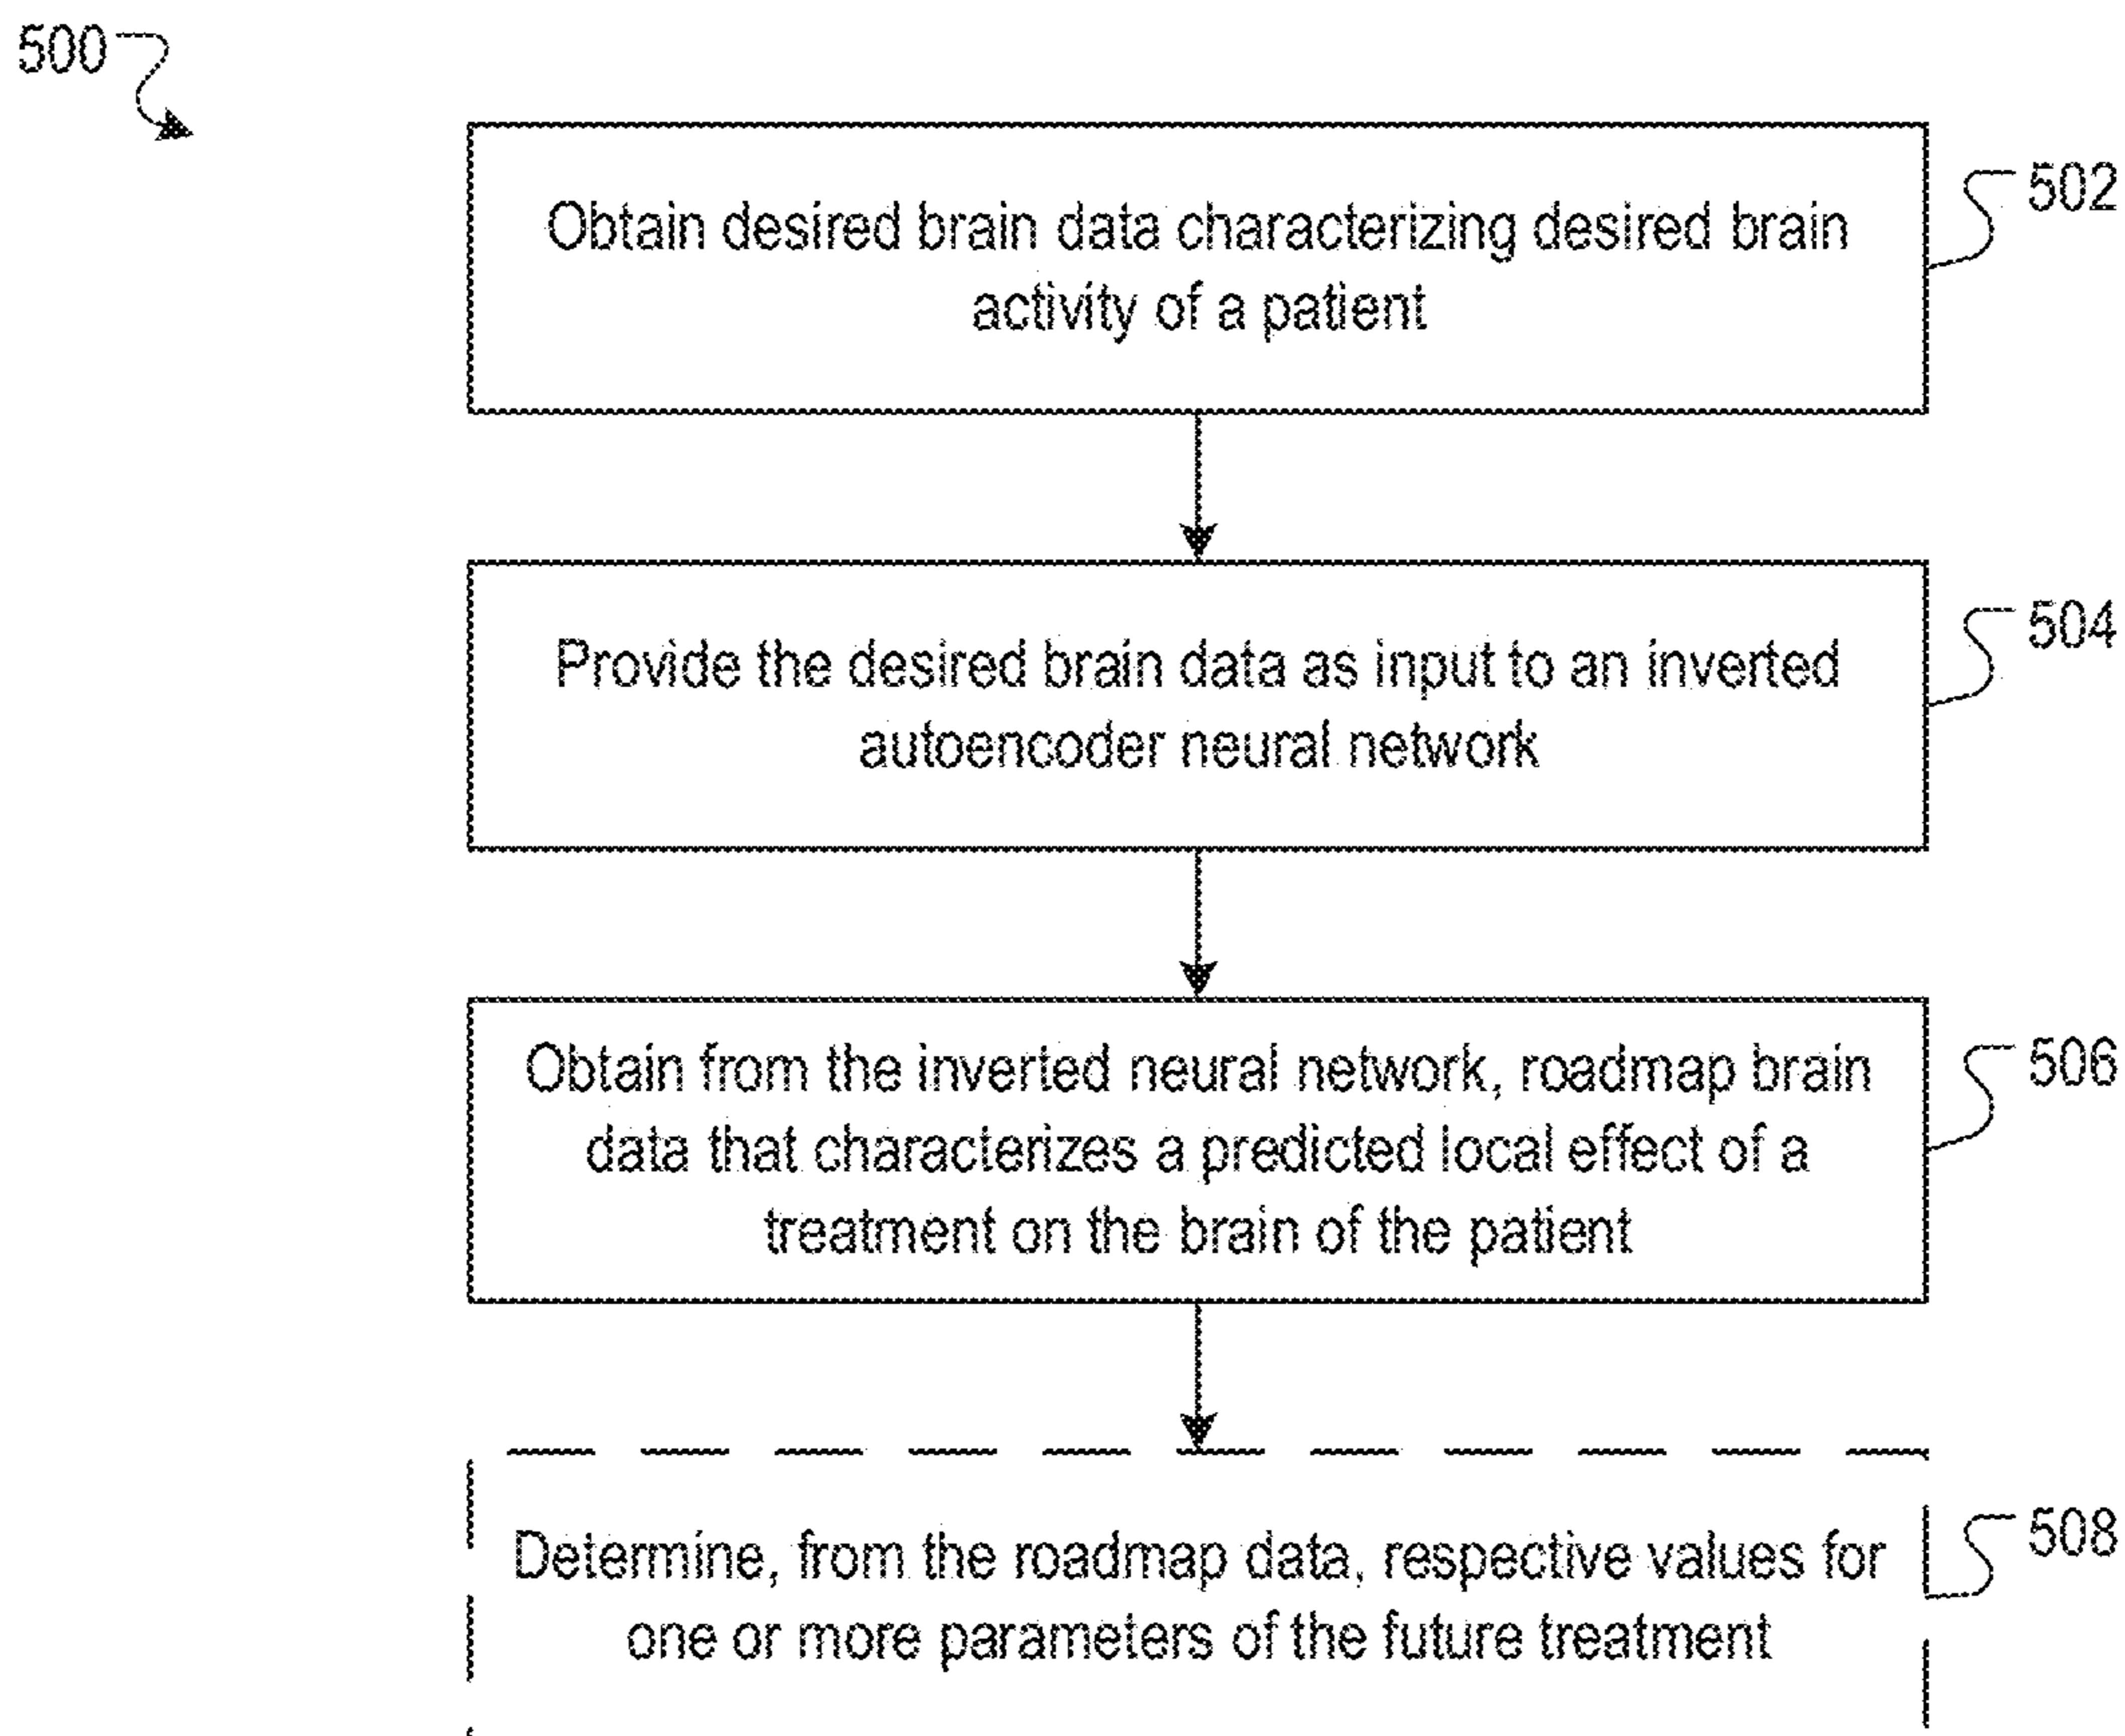 500
Obtain desired brain data characterizing desired brain
activity of a patient
502
Provide the desired brain data as input to an inverted
autoencoder neural network
504
Obtain from the inverted neural network, roadmap brain
data that characterizes a predicted local effect of a
treatment on the brain of the patient
506
Determine, from the roadmap data, respective values for
one or more parameters of the future treatment
508